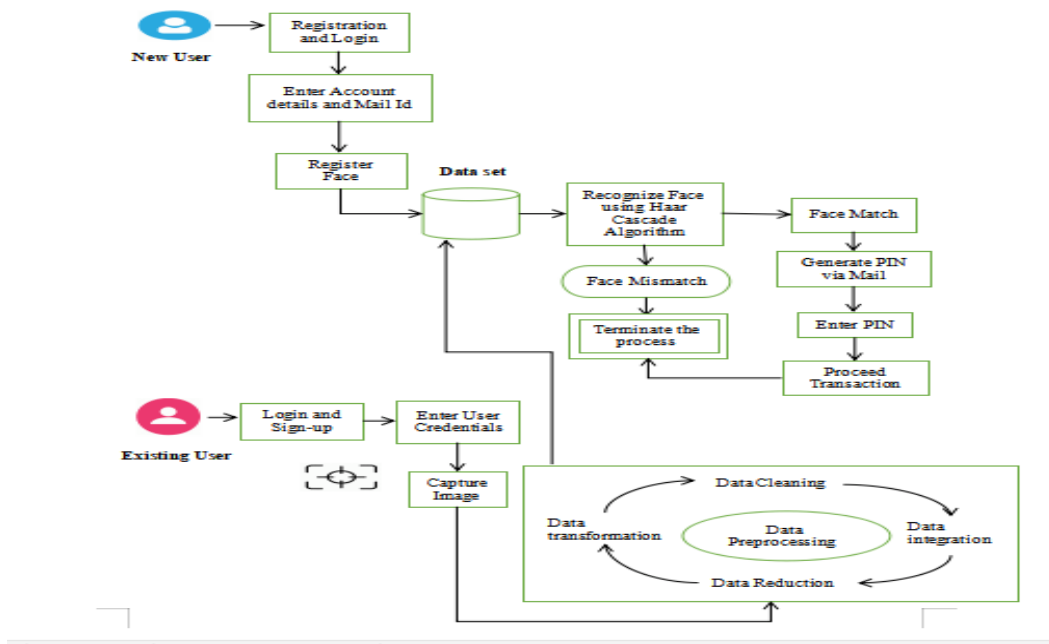 Registration
and Login
New User
Enter Account
details and Mail Id
Register
Face
Data set
Recognize Face
using Haar
Cascade
Algorithm
Face Match
Generate PIN
via Mail
Face Mismatch
Enter PIN
Terminate the
process
Proceed
Transaction
Login and
Sign-up
Enter User
Credentials
Existing User
Capture
Image
Data Cleaning
Data
transformation
Data
Preprocessing
Data
integration
Data Reduction